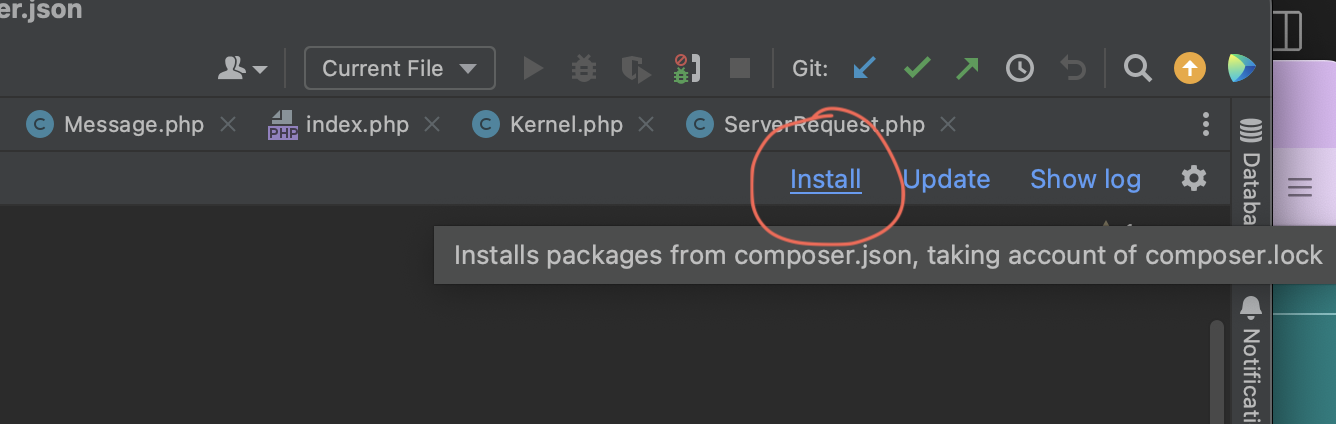 er.json
Current File
Git:
Message.php
PHP
index.php
C
Kernel.php
C
ServerRequest.php
Install
Update
Show log
Installs packages from composer.json, taking account of composer.lock
Databa
Notificati